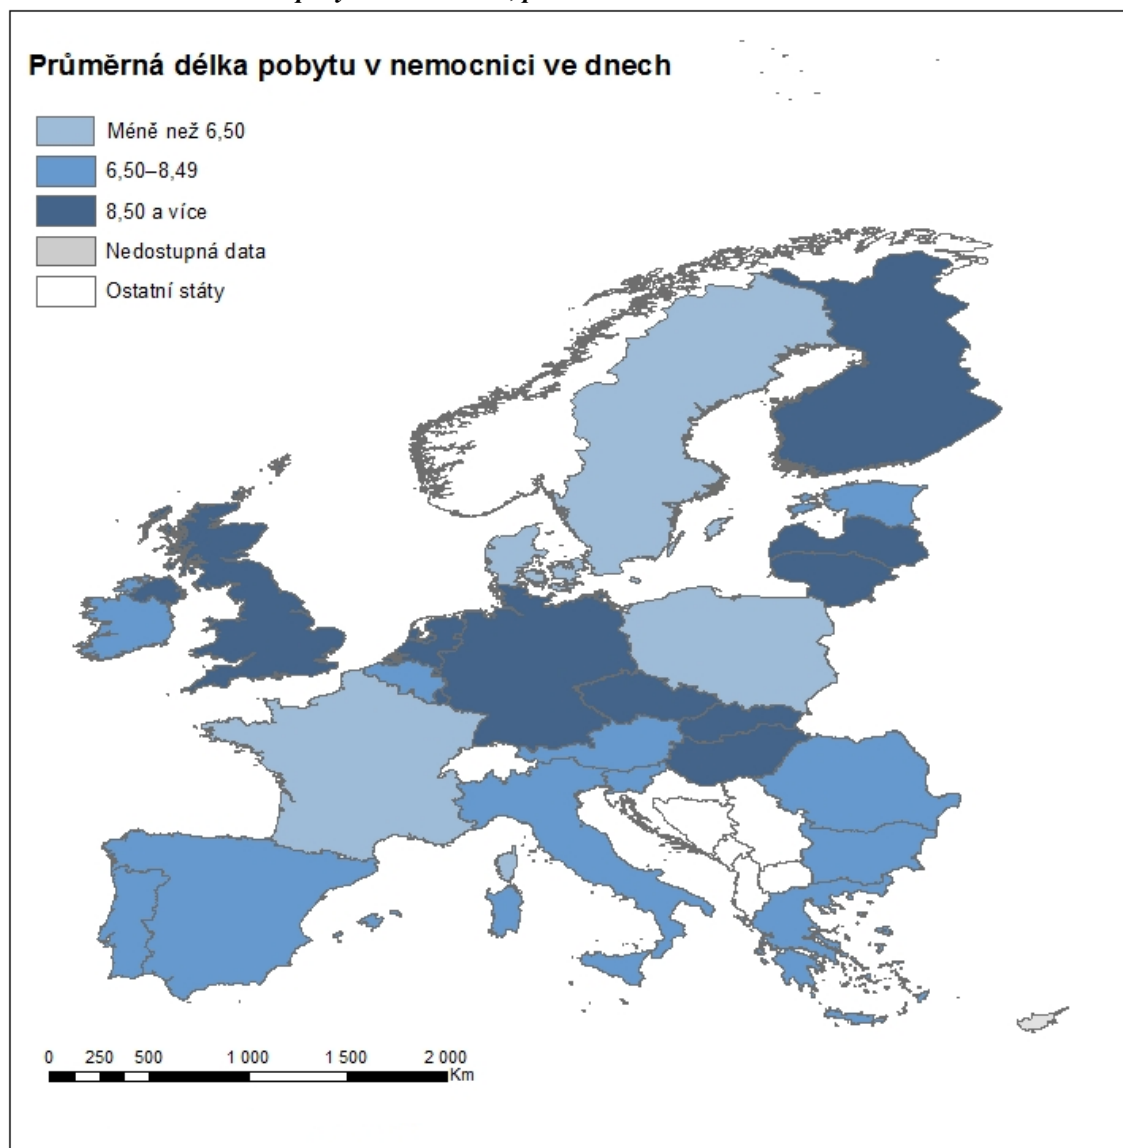 Průměrná délka pobytu v nemocnici ve dnech
Méně než 6,50
6,50–8,49
8,50 a více
Nedostupná data
Ostatní státy
0 250 500 1 000 1 500 2 000
Km